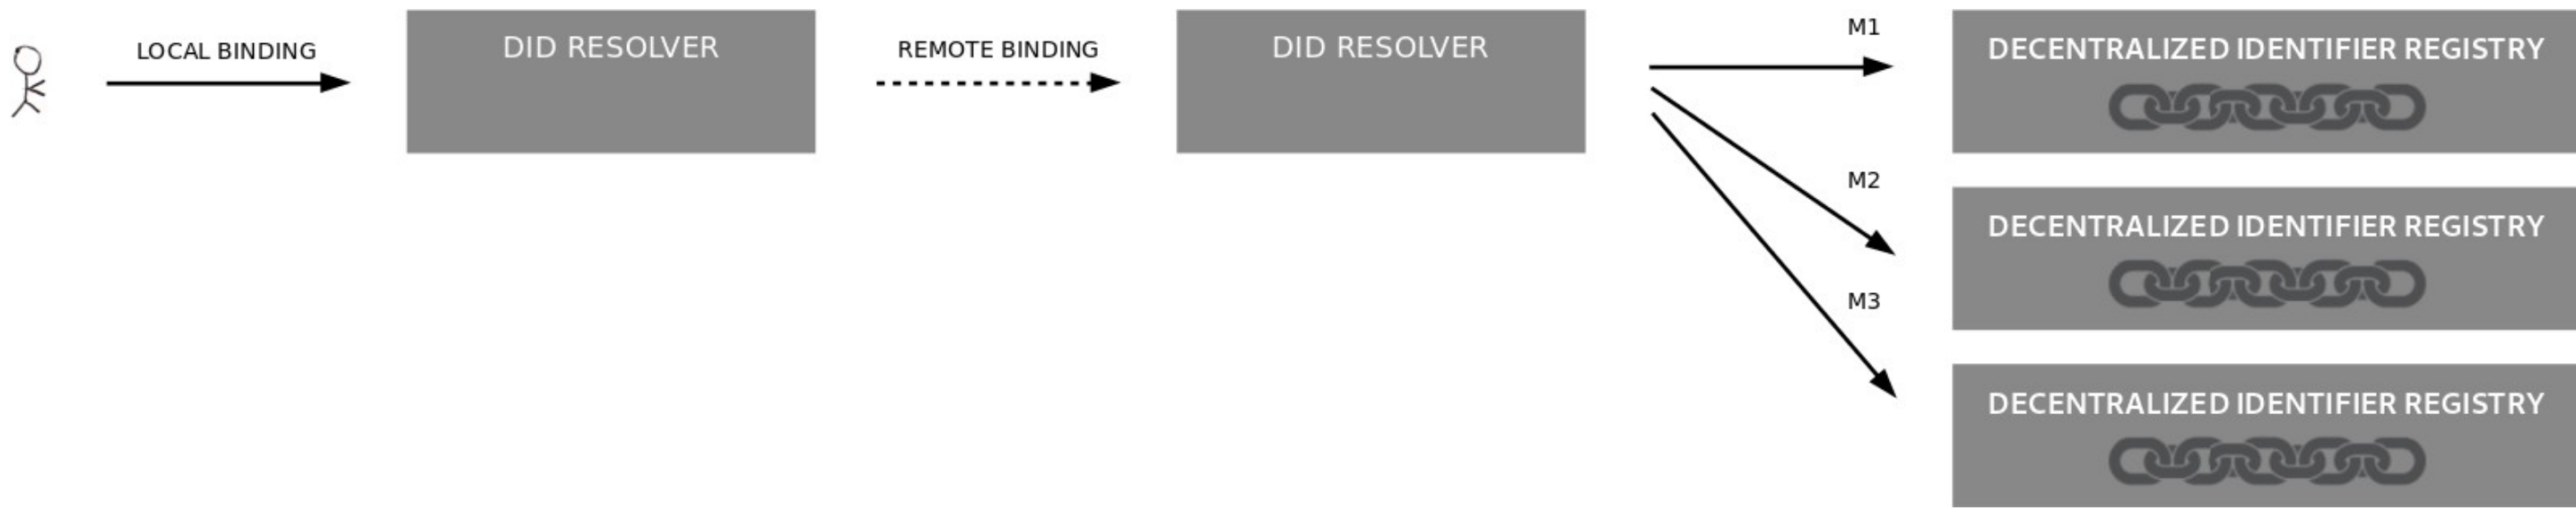 LOCAL BINDING
DID RESOLVER
REMOTE BINDING
DID RESOLVER
M1
DECENTRALIZED IDENTIFIER REGISTRY
M2
DECENTRALIZED IDENTIFIER REGISTRY
M3
DECENTRALIZED IDENTIFIER REGISTRY